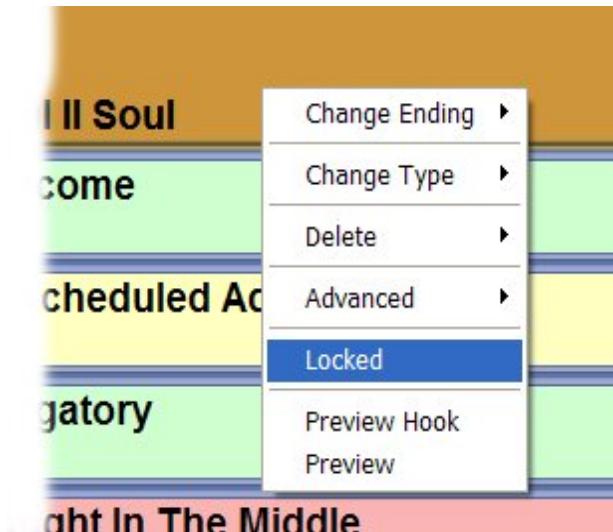 II Soul
Change Ending
come
Change Type
Delete
cheduled Ac
Advanced
Locked
gatory
Preview Hook
Preview
ght In The Middle